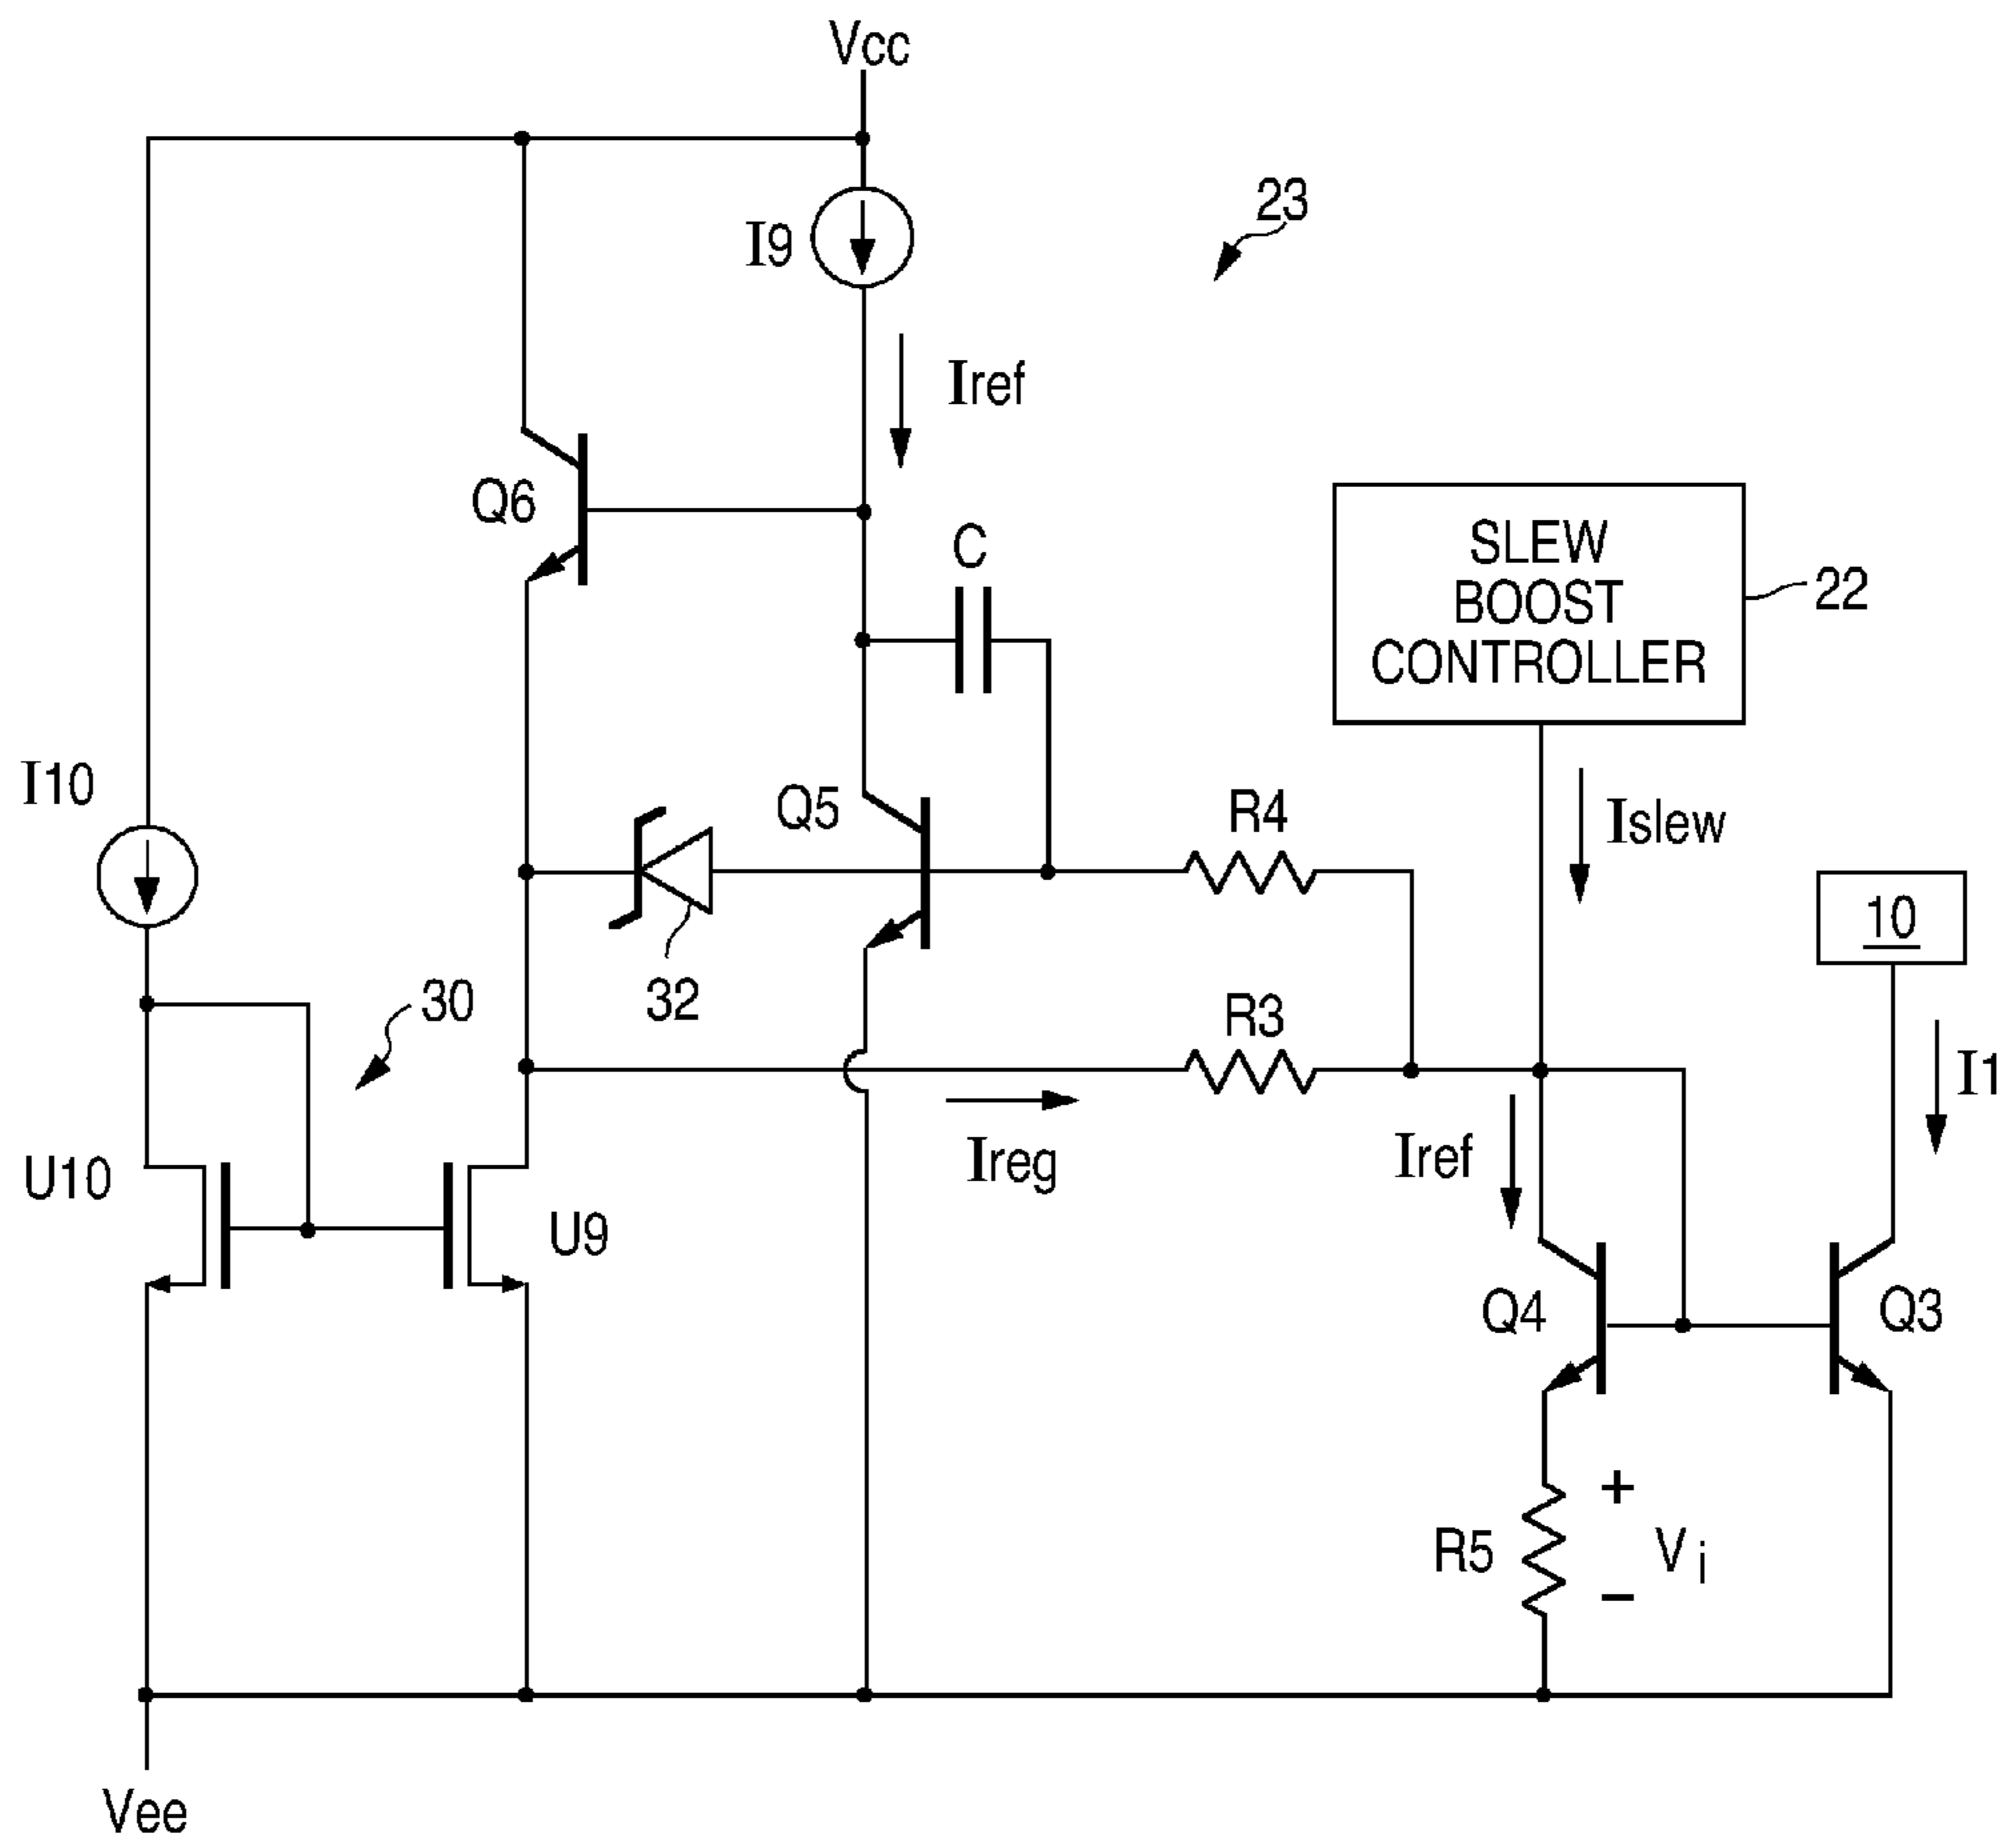 Vcc
23
I9
Iref
Q6
C
SLEW
BOOST
CONTROLLER
22
I10
Q5
R4
Islew
10
32
30
R3
I1
Ireg
Iref
U10
U9
Q4
Q3
+
R5
Vi
−
Vee